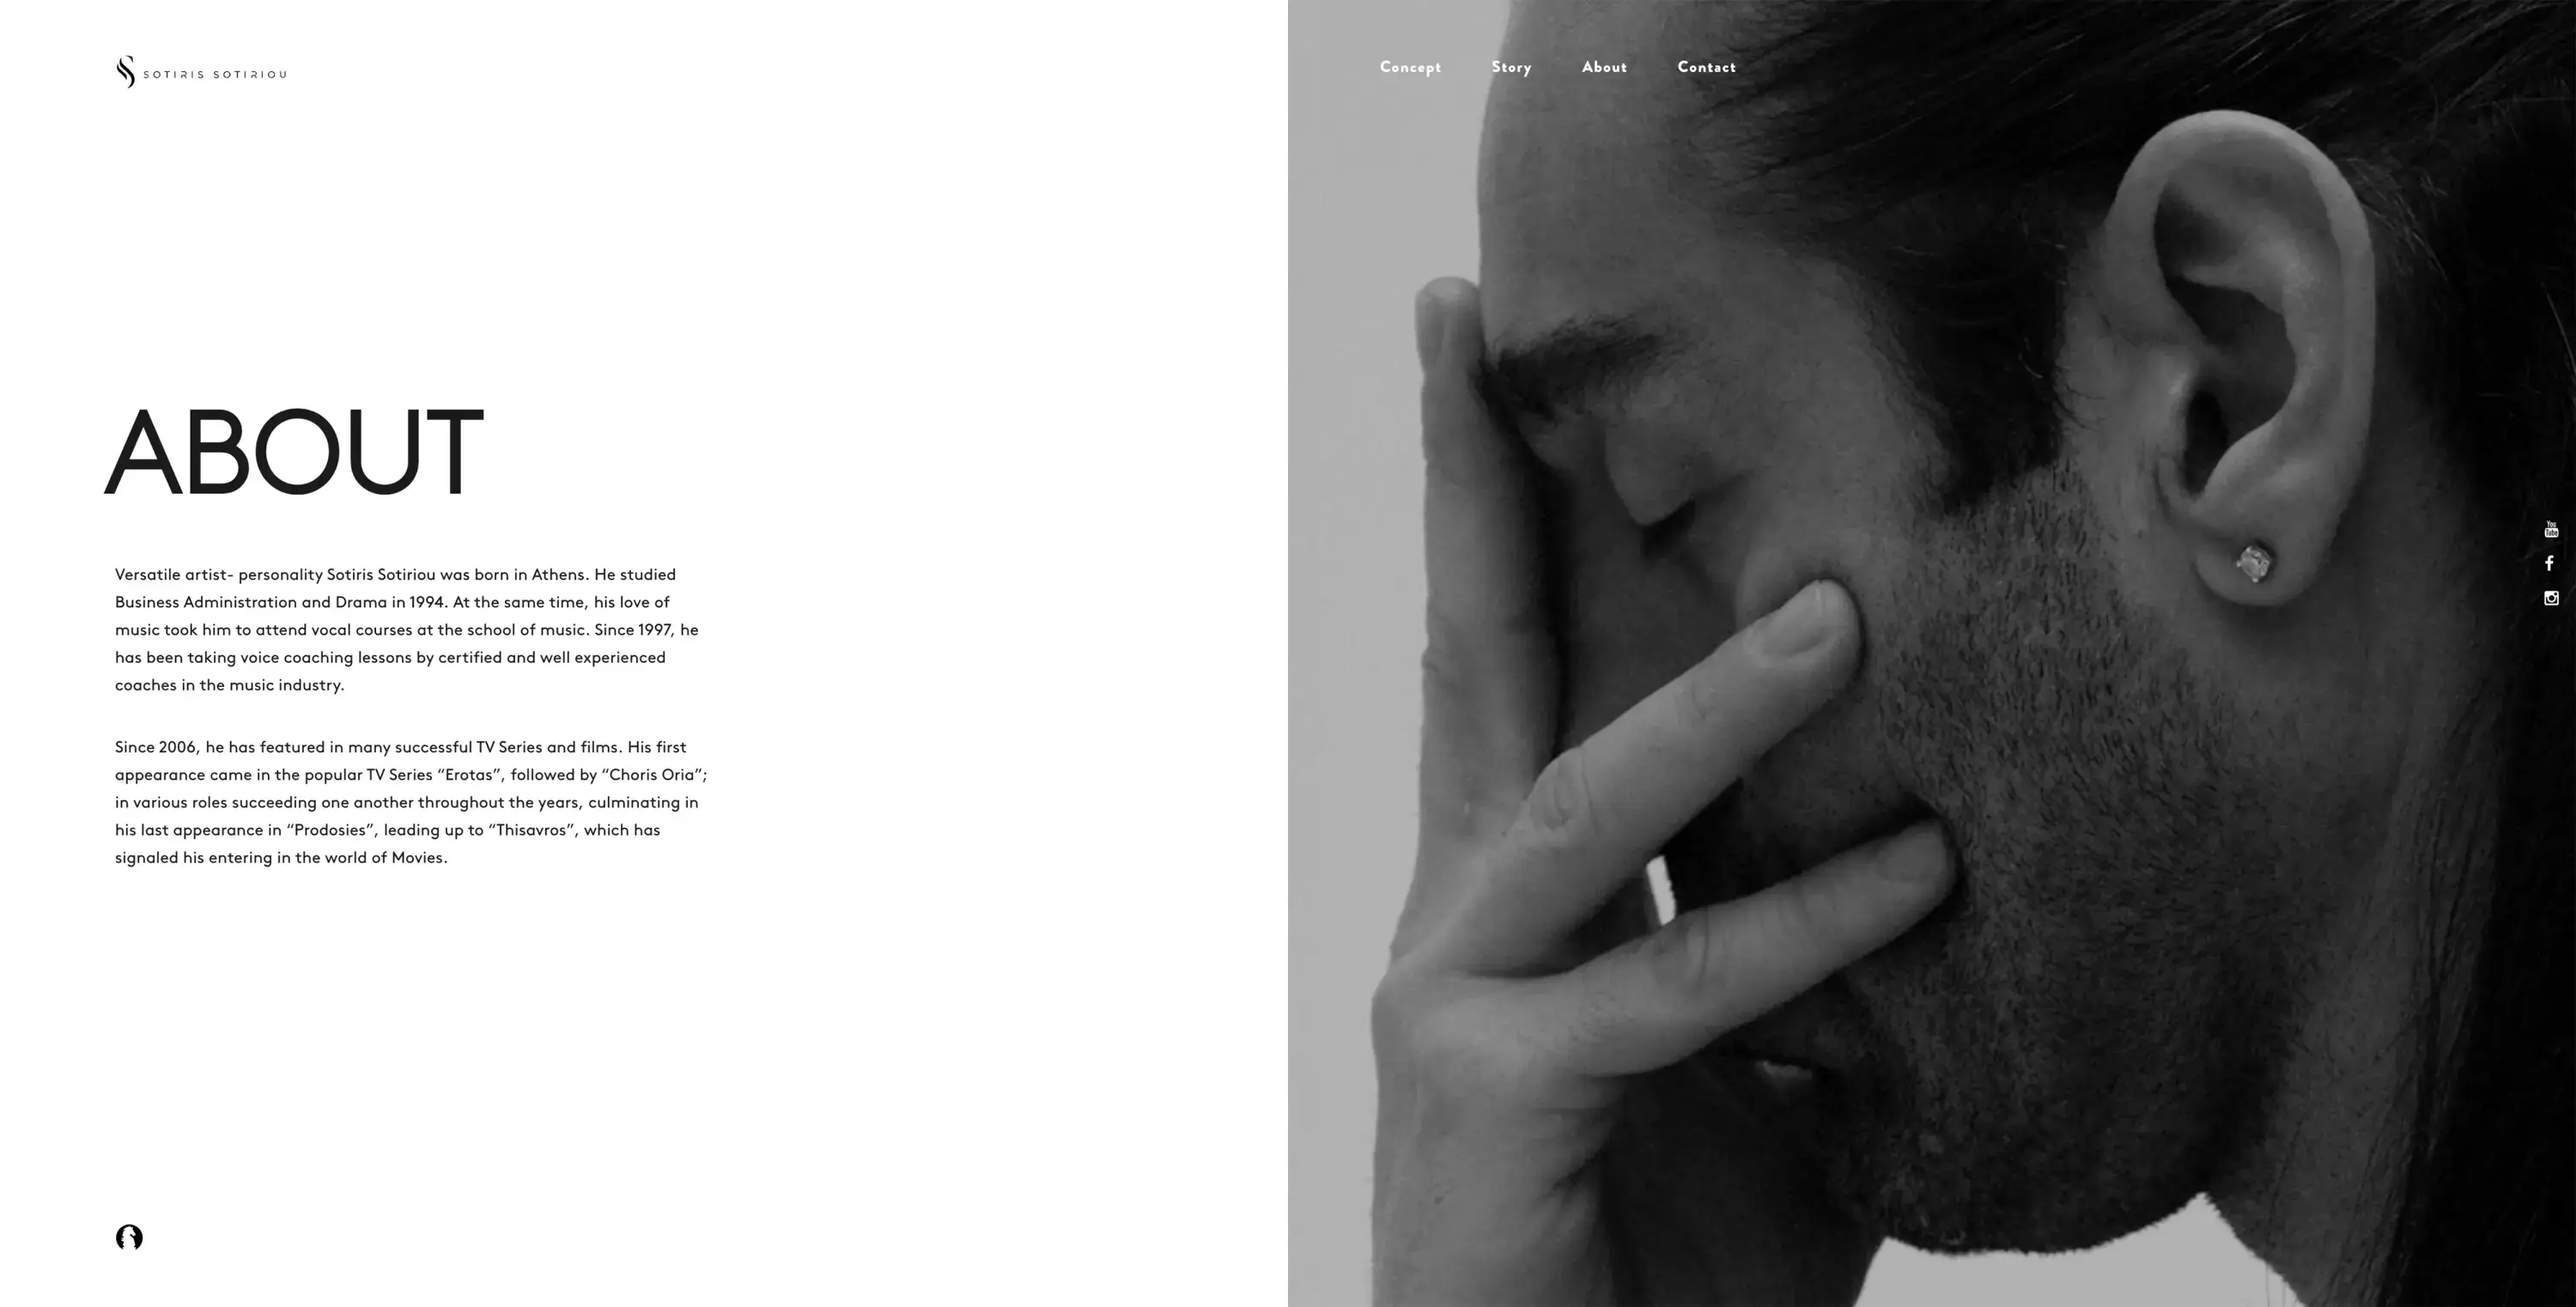 SOTIRIS SOTIRIOU
Concept Story About Contact
ABOUT
Versatile artist- personality Sotiris Sotiriou was born in Athens. He studied
Business Administration and Drama in 1994. At the same time, his love of
music took him to attend vocal courses at the school of music. Since 1997, he
has been taking voice coaching lessons by certified and well experienced
coaches in the music industry.
Since 2006, he has featured in many successful TV Series and films. His first
appearance came in the popular TV Series “Erotas”, followed by “Choris Oria”;
in various roles succeeding one another throughout the years, culminating in
his last appearance in “Prodosies”, leading up to “Thisavros”, which has
signaled his entering in the world of Movies.
You
Tube